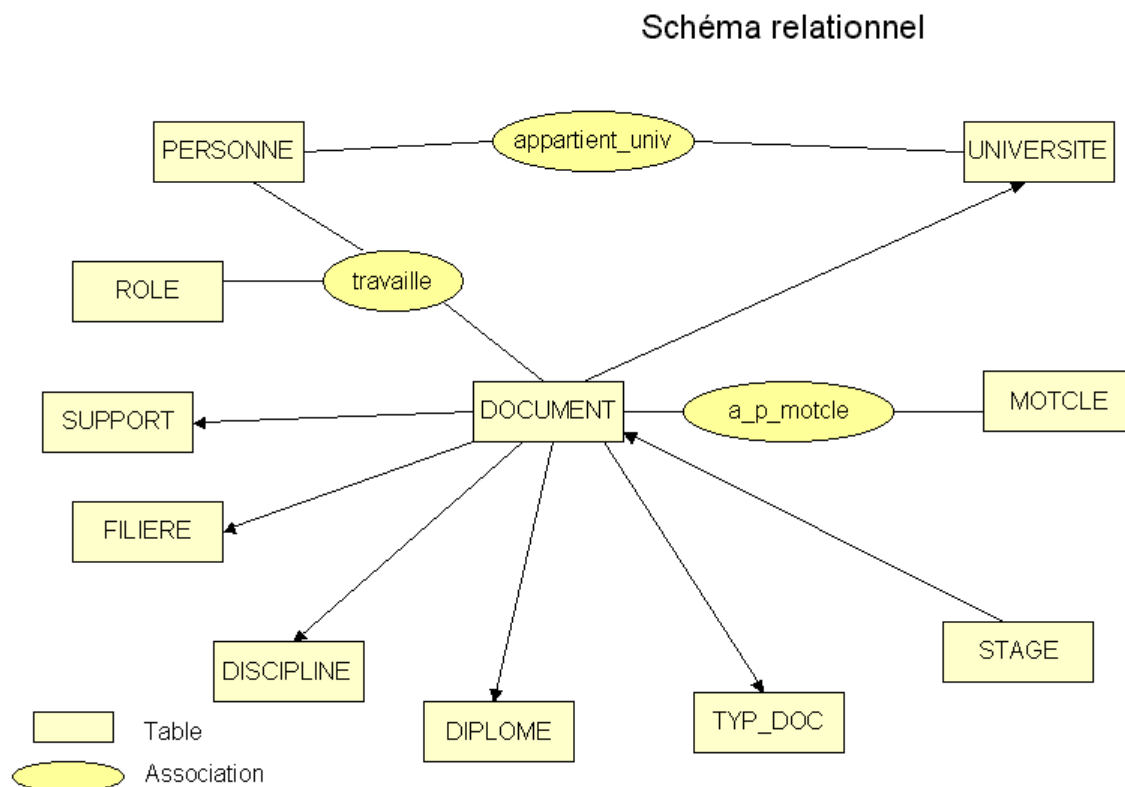 Schéma relationnel
appartient_univ
PERSONNE
UNIVERSITE
travaille
ROLE
SUPPORT
DOCUMENT
a_p_motcle
MOTCLE
FILIERE
DISCIPLINE
STAGE
DIPLOME
TYP_DOC
Table
Association